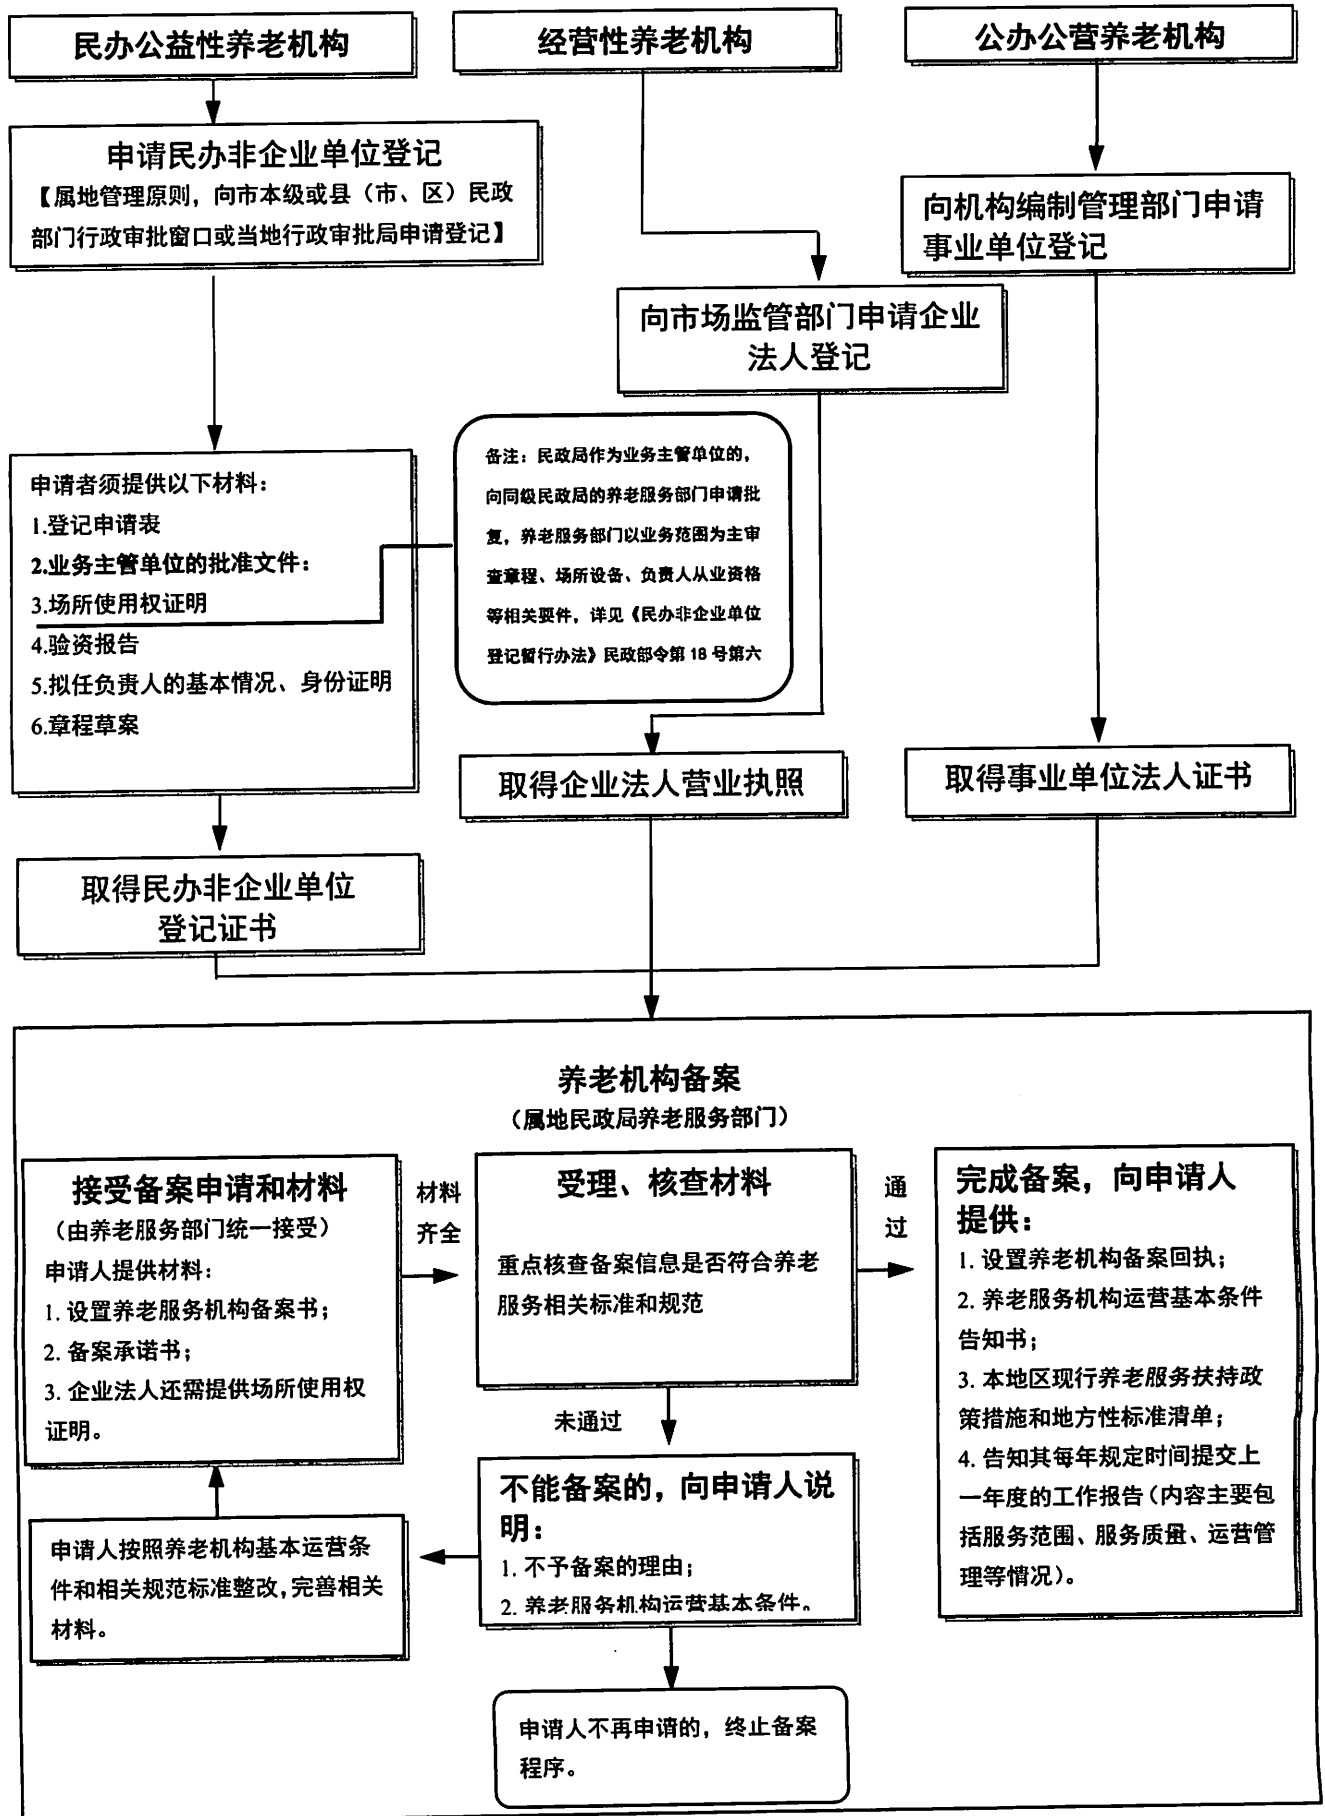 民办公益性养老机构
经营性养老机构
公办公营养老机构
申请民办非企业单位登记
【属地管理原则，向市本级或县（市、区）民政
部门行政审批窗口或当地行政审批局申请登记】
向机构编制管理部门申请
事业单位登记
向市场监管部门申请企业
法人登记
申请者须提供以下材料：
1.登记申请表
2.业务主管单位的批准文件：
3.场所使用权证明
4.验资报告
5.拟任负责人的基本情况、身份证明
6.章程草案
备注：民政局作为业务主管单位的，
向同级民政局的养老服务部门申请批
复，养老服务部门以业务范围为主审
查章程、场所设备、负责人从业资格
等相关要件，详见《民办非企业单位
登记暂行办法》民政部令第 18 号第六
取得企业法人营业执照
取得事业单位法人证书
取得民办非企业单位
登记证书
养老机构备案
（属地民政局养老服务部门）
接受备案申请和材料
（由养老服务部门统一接受）
申请人提供材料：
1. 设置养老服务机构备案书；
2. 备案承诺书；
3. 企业法人还需提供场所使用权
证明。
材料
齐全
受理、核查材料
重点核查备案信息是否符合养老
服务相关标准和规范
通
过
完成备案，向申请人
提供：
1. 设置养老机构备案回执；
2. 养老服务机构运营基本条件
告知书；
3. 本地区现行养老服务扶持政
策措施和地方性标准清单；
4. 告知其每年规定时间提交上
一年度的工作报告（内容主要包
括服务范围、服务质量、运营管
理等情况）。
未通过
不能备案的，向申请人说
明：
1. 不予备案的理由；
2. 养老服务机构运营基本条件。
申请人按照养老机构基本运营条
件和相关规范标准整改，完善相关
材料。
申请人不再申请的，终止备案
程序。